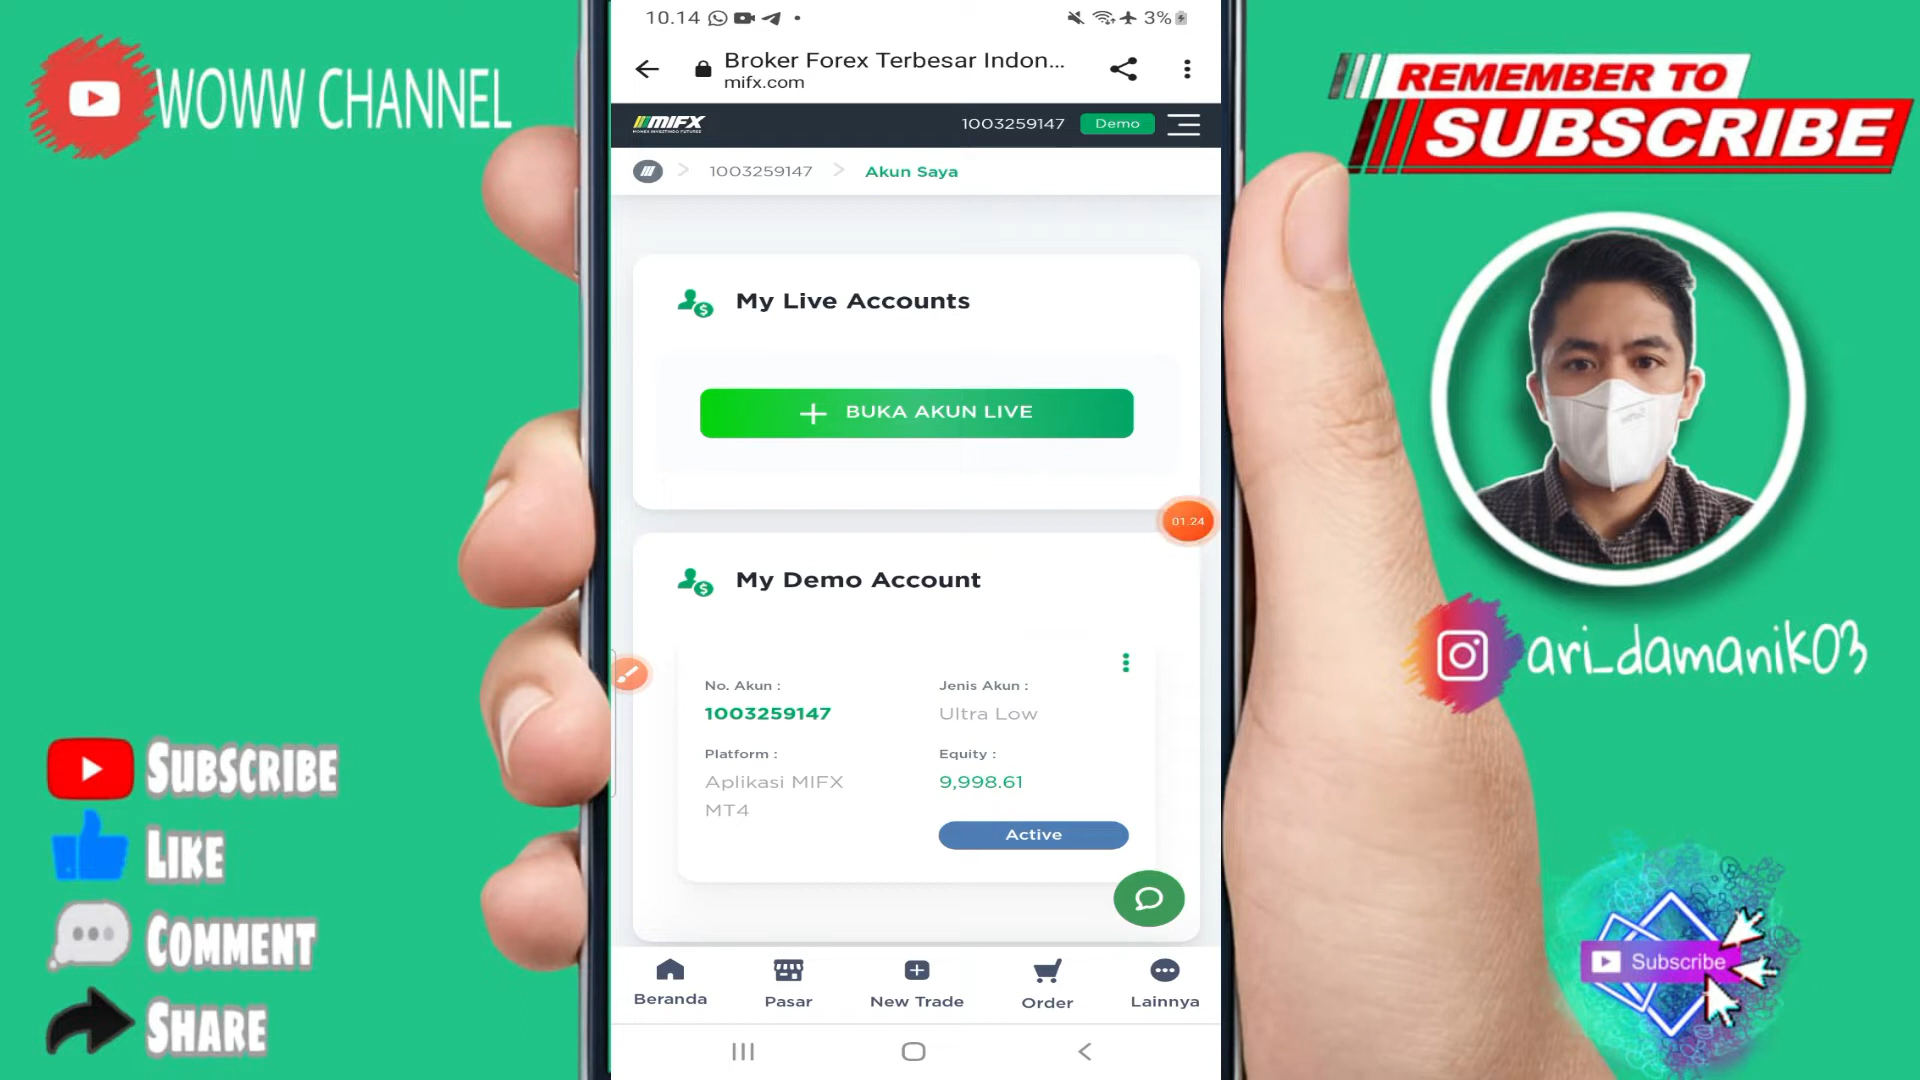 WOWW CHANNEL
10.14
3%
Broker Forex Terbesar Indon...
mifx.com
MIFX
MONEX INVESTINDO FUTURES
1003259147
Demo
1003259147
Akun Saya
My Live Accounts
+ BUKA AKUN LIVE
01.24
My Demo Account
No. Akun :
1003259147
Jenis Akun :
Ultra Low
Platform :
Aplikasi MIFX
MT4
Equity :
9,998.61
Active
Beranda
Pasar
New Trade
Order
Lainnya
REMEMBER TO
SUBSCRIBE
ari_damanik03
Subscribe
SUBSCRIBE
LIKE
COMMENT
SHARE